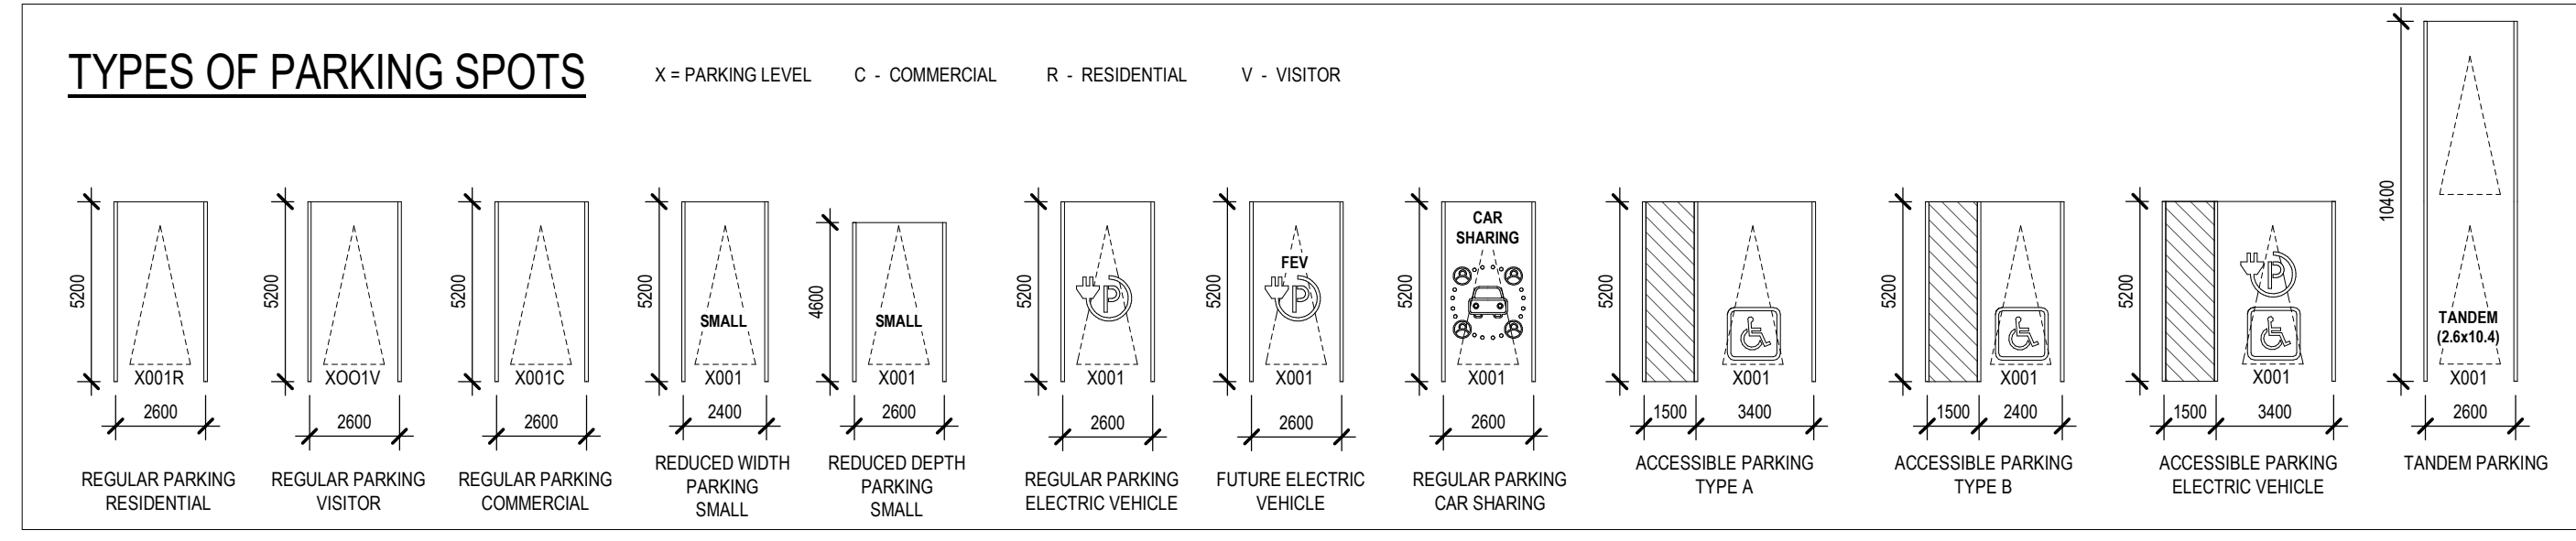 TYPES OF PARKING SPOTS
X = PARKING LEVEL
C - COMMERCIAL
R - RESIDENTIAL
V - VISITOR
5200
X001R
2600
REGULAR PARKING
RESIDENTIAL
5200
XOO1V
2600
REGULAR PARKING
VISITOR
5200
X001C
2600
REGULAR PARKING
COMMERCIAL
5200
SMALL
X001
2400
REDUCED WIDTH
PARKING
SMALL
4600
SMALL
X001
2600
REDUCED DEPTH
PARKING
SMALL
5200
P
X001
2600
REGULAR PARKING
ELECTRIC VEHICLE
5200
FEV
P
X001
2600
FUTURE ELECTRIC
VEHICLE
5200
CAR
SHARING
X001
2600
REGULAR PARKING
CAR SHARING
5200
X001
1500
3400
ACCESSIBLE PARKING
TYPE A
5200
X001
1500
2400
ACCESSIBLE PARKING
TYPE B
5200
P
X001
1500
3400
ACCESSIBLE PARKING
ELECTRIC VEHICLE
10400
TANDEM
(2.6x10.4)
X001
2600
TANDEM PARKING